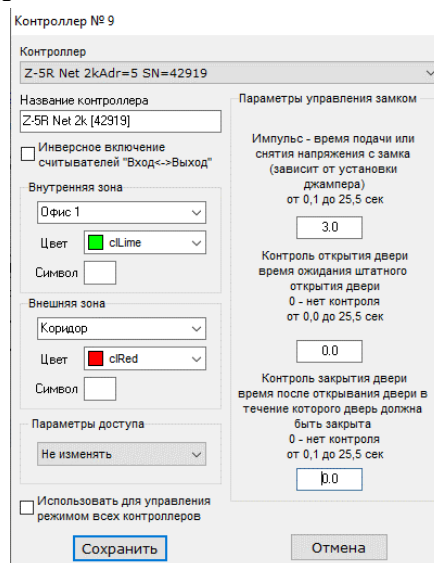 Контроллер № 9
Контроллер
Z-5R Net 2kAdr=5 SN=42919
Название контроллера
Z-5R Net 2k [42919]
Инверсное включение
считывателей "Вход<->Выход"
Внутренняя зона
Офис 1
Цвет clLime
Символ
Внешняя зона
Коридор
Цвет clRed
Символ
Параметры доступа
Не изменять
Использовать для управления
режимом всех контроллеров
Параметры управления замком
Импульс - время подачи или
снятия напряжения с замка
(зависит от установки
джампера)
от 0,1 до 25,5 сек
3.0
Контроль открытия двери
время ожидания штатного
открытия двери
0 - нет контроля
от 0,0 до 25,5 сек
0.0
Контроль закрытия двери
время после открывания двери в
течение которого дверь должна
быть закрыта
0 - нет контроля
от 0,1 до 25,5 сек
0.0
Сохранить
Отмена